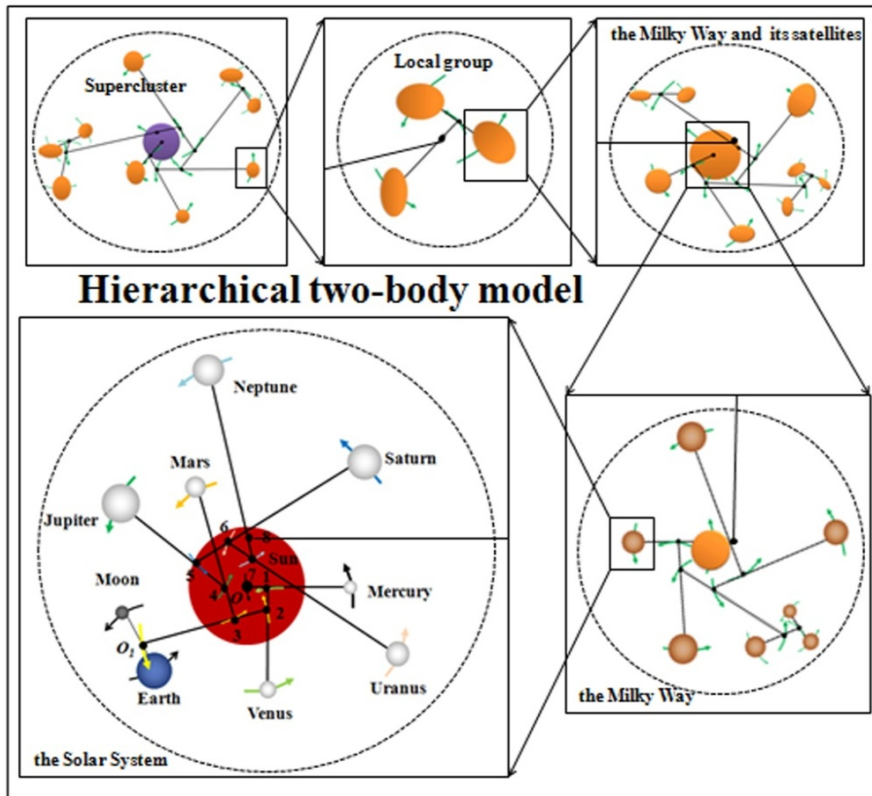 the Milky Way and its satellites
Local group
Supercluster
Hierarchical two-body model
Neptune
Saturn
Mars
Jupiter
6
8
Sun
5
Moon
7
1
4
O
Mercury
2
3
O1
Earth
Venus
Uranus
the Milky Way
the Solar System